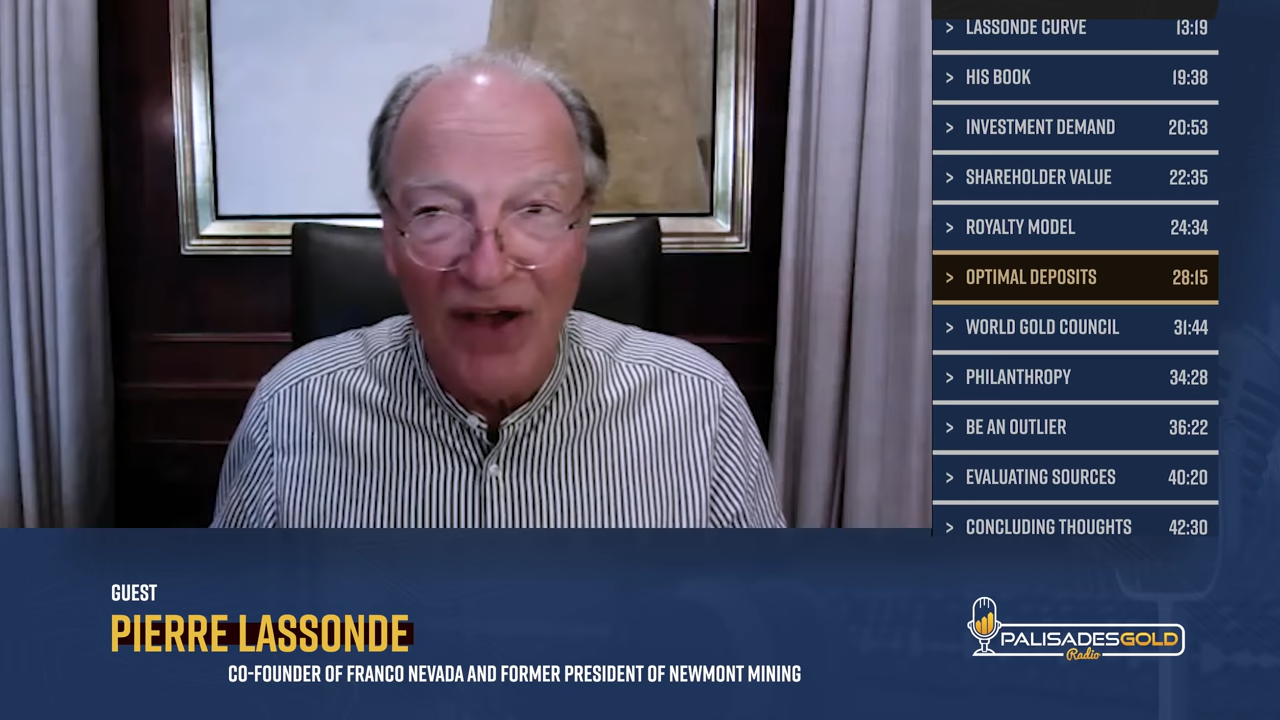 > LASSONDE CURVE 13:19
> HIS BOOK 19:38
> INVESTMENT DEMAND 20:53
> SHAREHOLDER VALUE 22:35
> ROYALTY MODEL 24:34
> OPTIMAL DEPOSITS 28:15
> WORLD GOLD COUNCIL 31:44
> PHILANTHROPY 34:28
> BE AN OUTLIER 36:22
> EVALUATING SOURCES 40:20
> CONCLUDING THOUGHTS 42:30
GUEST
PIERRE LASSONDE
CO-FOUNDER OF FRANCO NEVADA AND FORMER PRESIDENT OF NEWMONT MINING
PALISADESGOLD
Radio